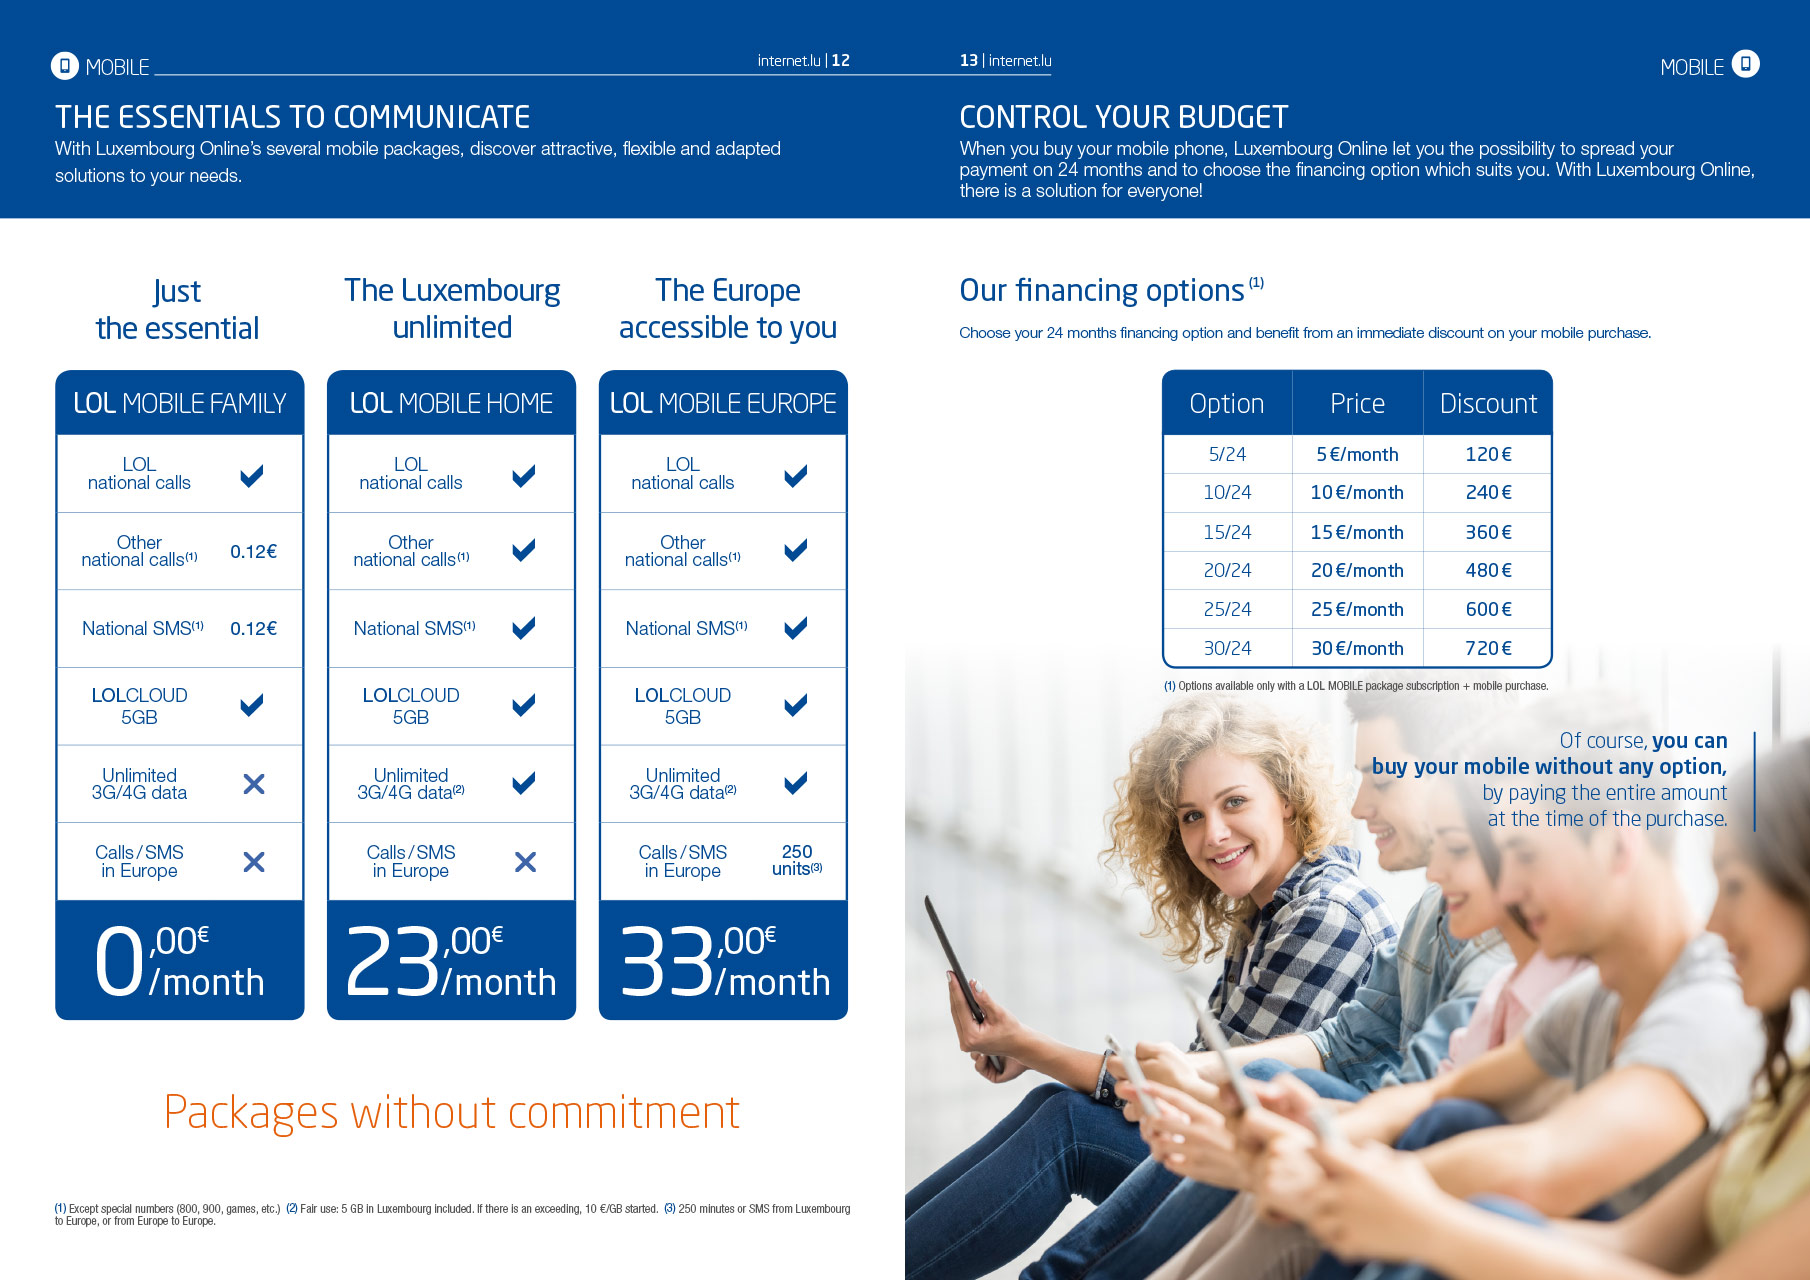 MOBILE
internet.lu | 12
THE ESSENTIALS TO COMMUNICATE
With Luxembourg Online’s several mobile packages, discover attractive, flexible and adapted
solutions to your needs.
Just
the essential
The Luxembourg
unlimited
The Europe
accessible to you
LOL MOBILE FAMILY
LOL
national calls
Other
national calls(1)
0.12€
National SMS(1)
0.12€
LOLCLOUD
5GB
Unlimited
3G/4G data
Calls/SMS
in Europe
0,00€
/month
LOL MOBILE HOME
LOL
national calls
Other
national calls(1)
National SMS(1)
LOLCLOUD
5GB
Unlimited
3G/4G data(2)
Calls/SMS
in Europe
23,00€
/month
LOL MOBILE EUROPE
LOL
national calls
Other
national calls(1)
National SMS(1)
LOLCLOUD
5GB
Unlimited
3G/4G data(2)
Calls/SMS
in Europe
250
units(3)
33,00€
/month
Packages without commitment
(1) Except special numbers (800, 900, games, etc.) (2) Fair use: 5 GB in Luxembourg included. If there is an exceeding, 10 €/GB started. (3) 250 minutes or SMS from Luxembourg
to Europe, or from Europe to Europe.
13 | internet.lu
MOBILE
CONTROL YOUR BUDGET
When you buy your mobile phone, Luxembourg Online let you the possibility to spread your
payment on 24 months and to choose the financing option which suits you. With Luxembourg Online,
there is a solution for everyone!
Our financing options (1)
Choose your 24 months financing option and benefit from an immediate discount on your mobile purchase.
Option Price Discount
5/24 5 €/month 120 €
10/24 10 €/month 240 €
15/24 15 €/month 360 €
20/24 20 €/month 480 €
25/24 25 €/month 600 €
30/24 30 €/month 720 €
(1) Options available only with a LOL MOBILE package subscription + mobile purchase.
Of course, you can
buy your mobile without any option,
by paying the entire amount
at the time of the purchase.